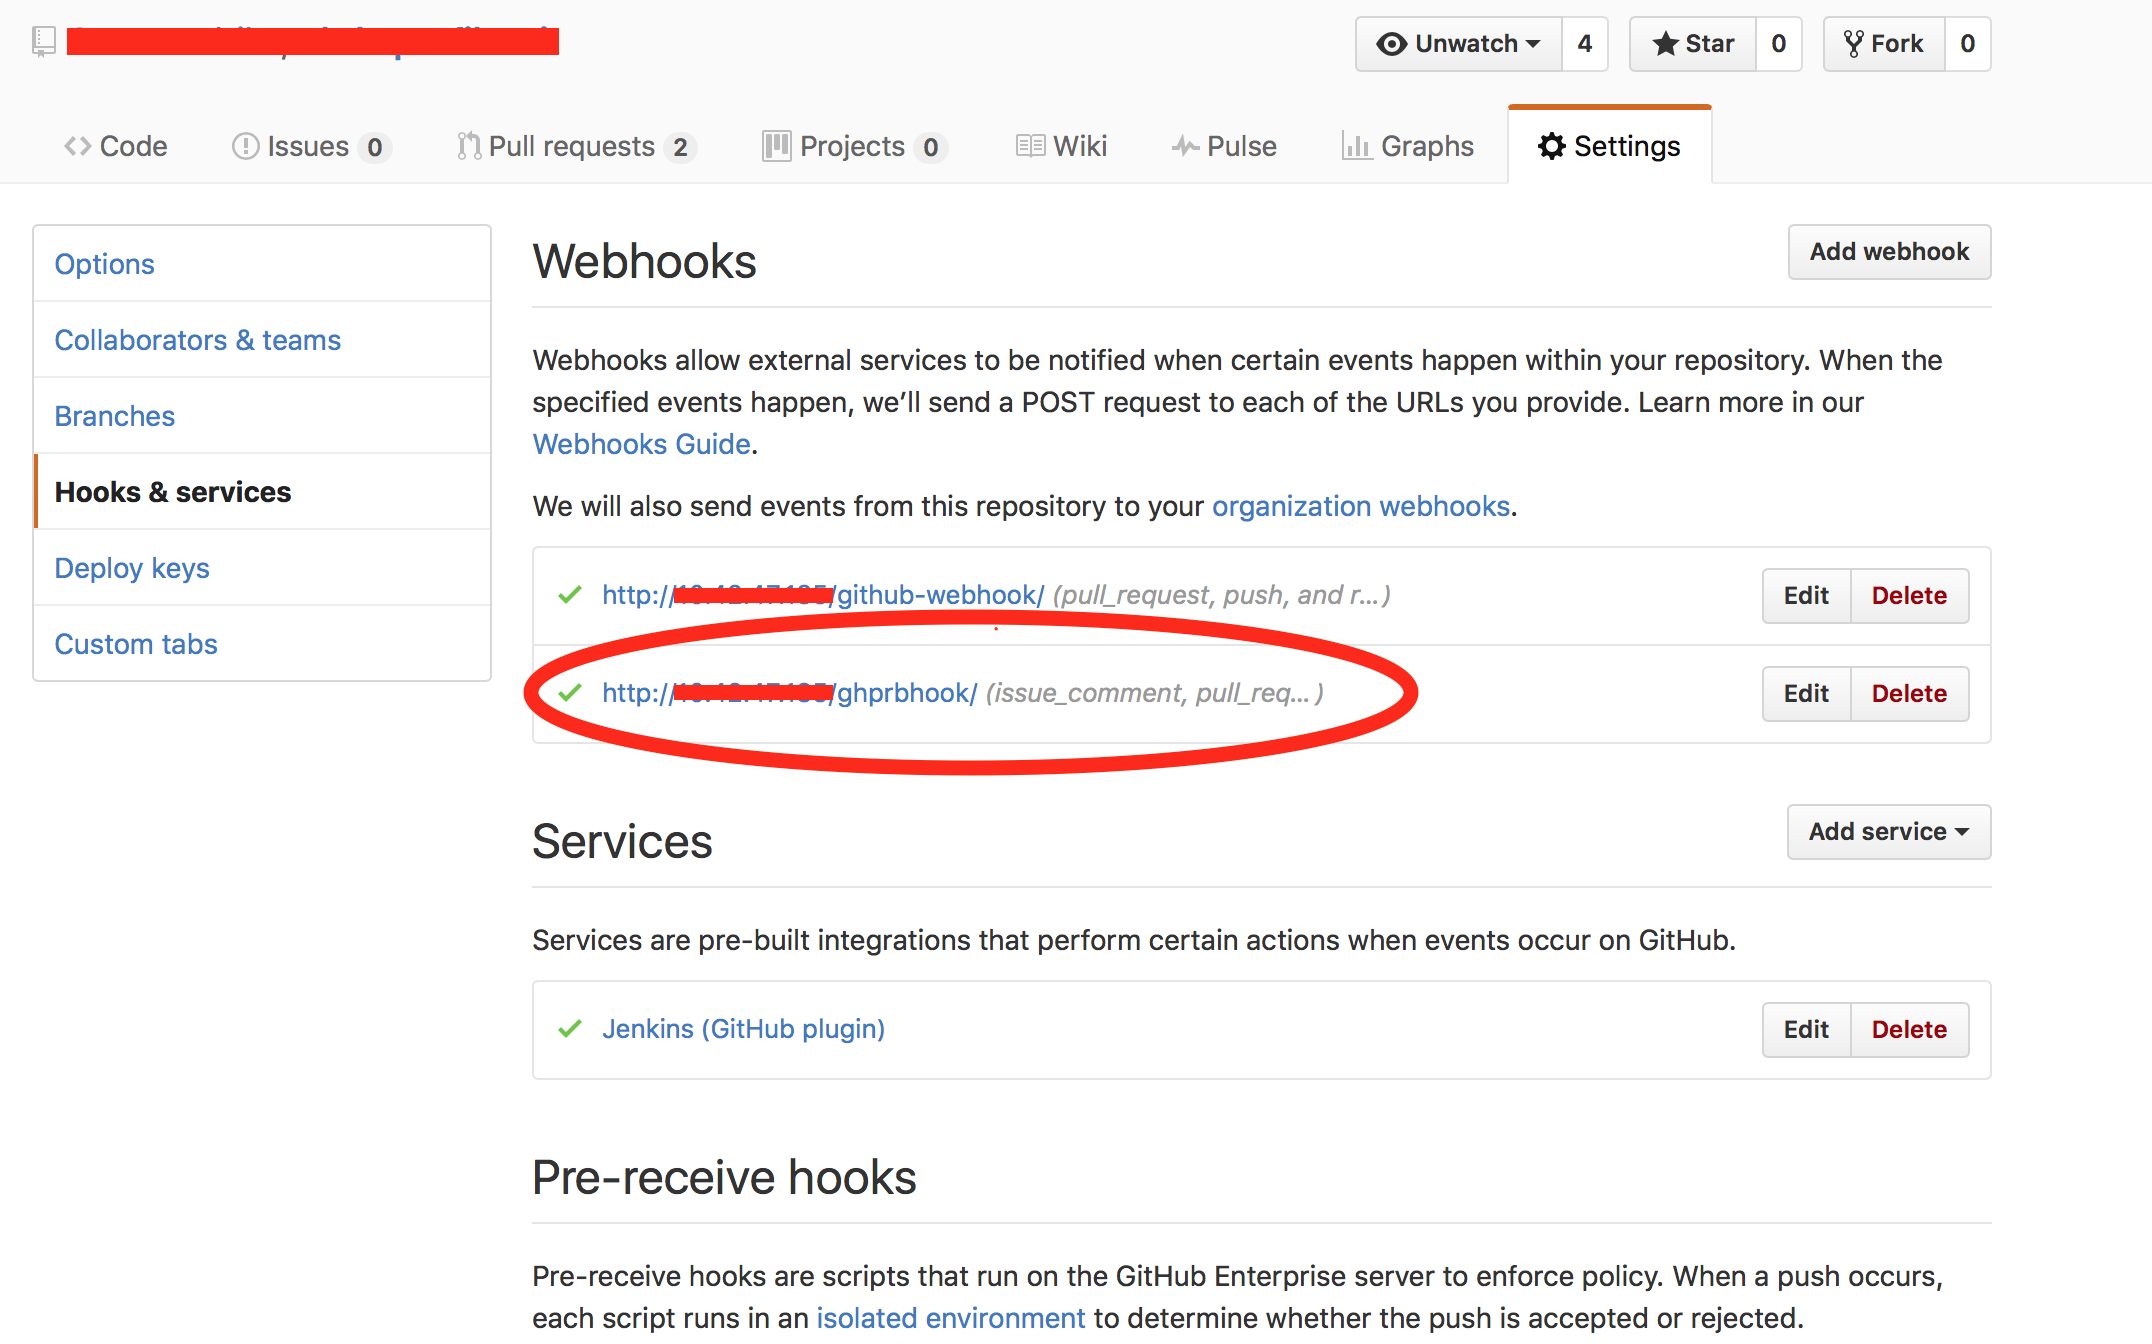 Unwatch 4 Star 0 Fork 0
Code Issues 0 Pull requests 2 Projects 0 Wiki Pulse Graphs Settings
Options
Collaborators & teams
Branches
Hooks & services
Deploy keys
Custom tabs
Webhooks Add webhook
Webhooks allow external services to be notified when certain events happen within your repository. When the
specified events happen, we’ll send a POST request to each of the URLs you provide. Learn more in our
Webhooks Guide.
We will also send events from this repository to your organization webhooks.
http:// /github-webhook/ (pull_request, push, and r...) Edit Delete
http:// /ghprbhook/ (issue_comment, pull_req...) Edit Delete
Services Add service
Services are pre-built integrations that perform certain actions when events occur on GitHub.
Jenkins (GitHub plugin) Edit Delete
Pre-receive hooks
Pre-receive hooks are scripts that run on the GitHub Enterprise server to enforce policy. When a push occurs,
each script runs in an isolated environment to determine whether the push is accepted or rejected.